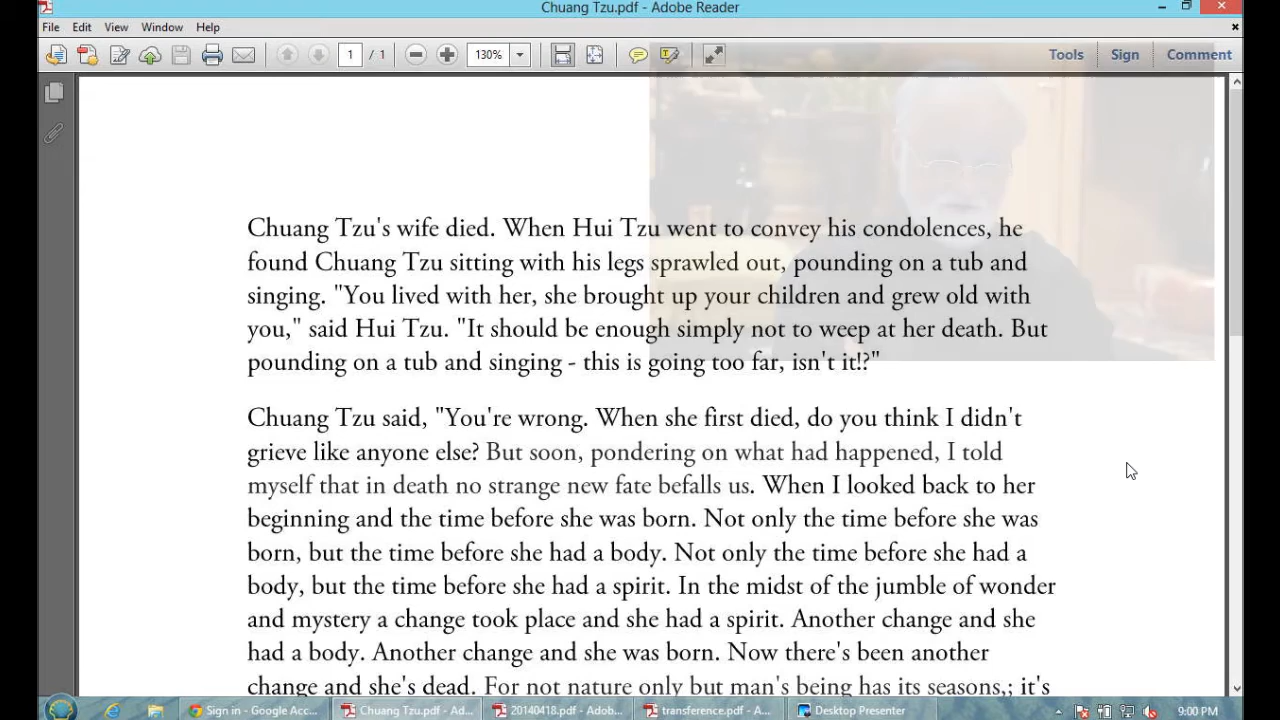 Chuang Tzu.pdf - Adobe Reader
File Edit View Window Help
1 / 1 130% Tools Sign Comment
Chuang Tzu's wife died. When Hui Tzu went to convey his condolences, he
found Chuang Tzu sitting with his legs sprawled out, pounding on a tub and
singing. "You lived with her, she brought up your children and grew old with
you," said Hui Tzu. "It should be enough simply not to weep at her death. But
pounding on a tub and singing - this is going too far, isn't it!?"
Chuang Tzu said, "You're wrong. When she first died, do you think I didn't
grieve like anyone else? But soon, pondering on what had happened, I told
myself that in death no strange new fate befalls us. When I looked back to her
beginning and the time before she was born. Not only the time before she was
born, but the time before she had a body. Not only the time before she had a
body, but the time before she had a spirit. In the midst of the jumble of wonder
and mystery a change took place and she had a spirit. Another change and she
had a body. Another change and she was born. Now there's been another
change and she's dead. For not nature only but man's being has its seasons,; it's
Sign in - Google Acc... Chuang Tzu.pdf - Ad... 20140418.pdf - Adob... transference.pdf - A... Desktop Presenter 9:00 PM